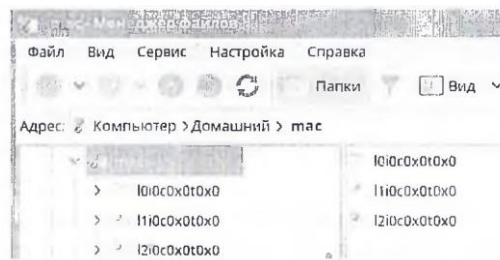 mac - Менеджер файлов
Файл Вид Сервис Настройка Справка
Папки Вид
Адрес: Компьютер > Домашний > mac
l0i0c0x0t0x0
l1i0c0x0t0x0
l2i0c0x0t0x0
l0i0c0x0t0x0
l1i0c0x0t0x0
l2i0c0x0t0x0